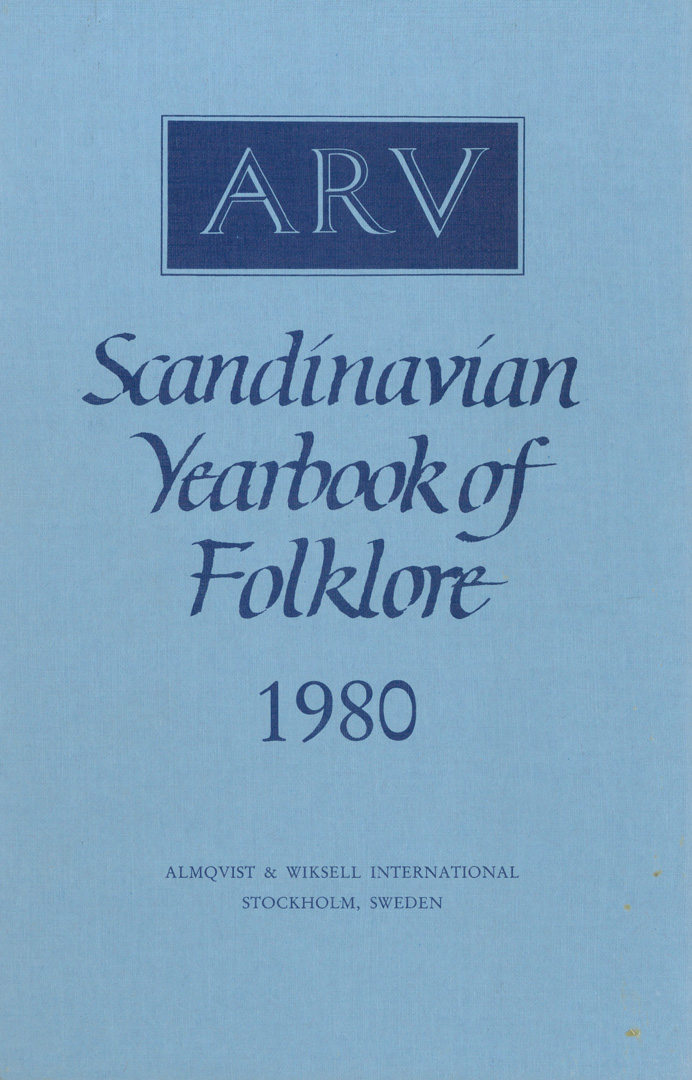 ARV
Scandinavian
Yearbook of
Folklore
1980
ALMQVIST & WIKSELL INTERNATIONAL
STOCKHOLM, SWEDEN